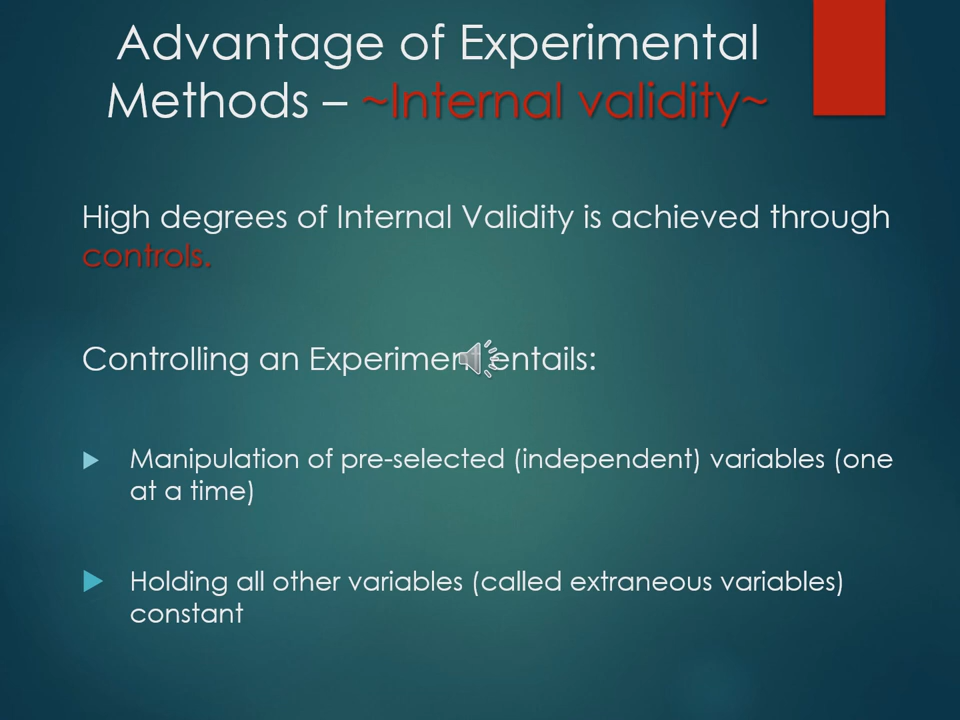 Advantage of Experimental
Methods – ~Internal validity~
High degrees of Internal Validity is achieved through
controls.
Controlling an Experiment entails:
Manipulation of pre-selected (independent) variables (one
at a time)
Holding all other variables (called extraneous variables)
constant